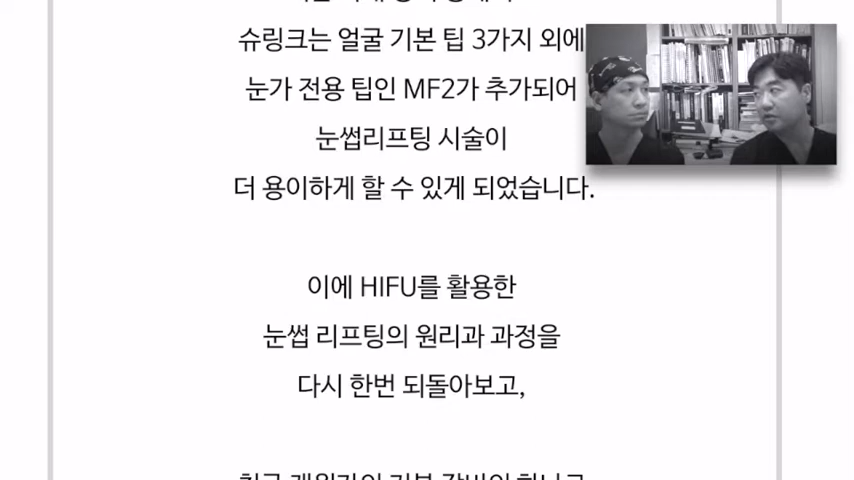 슈링크는 얼굴 기본 팁 3가지 외에
눈가 전용 팁인 MF2가 추가되어
눈썹리프팅 시술이
더 용이하게 할 수 있게 되었습니다.
이에 HIFU를 활용한
눈썹 리프팅의 원리과 과정을
다시 한번 되돌아보고,